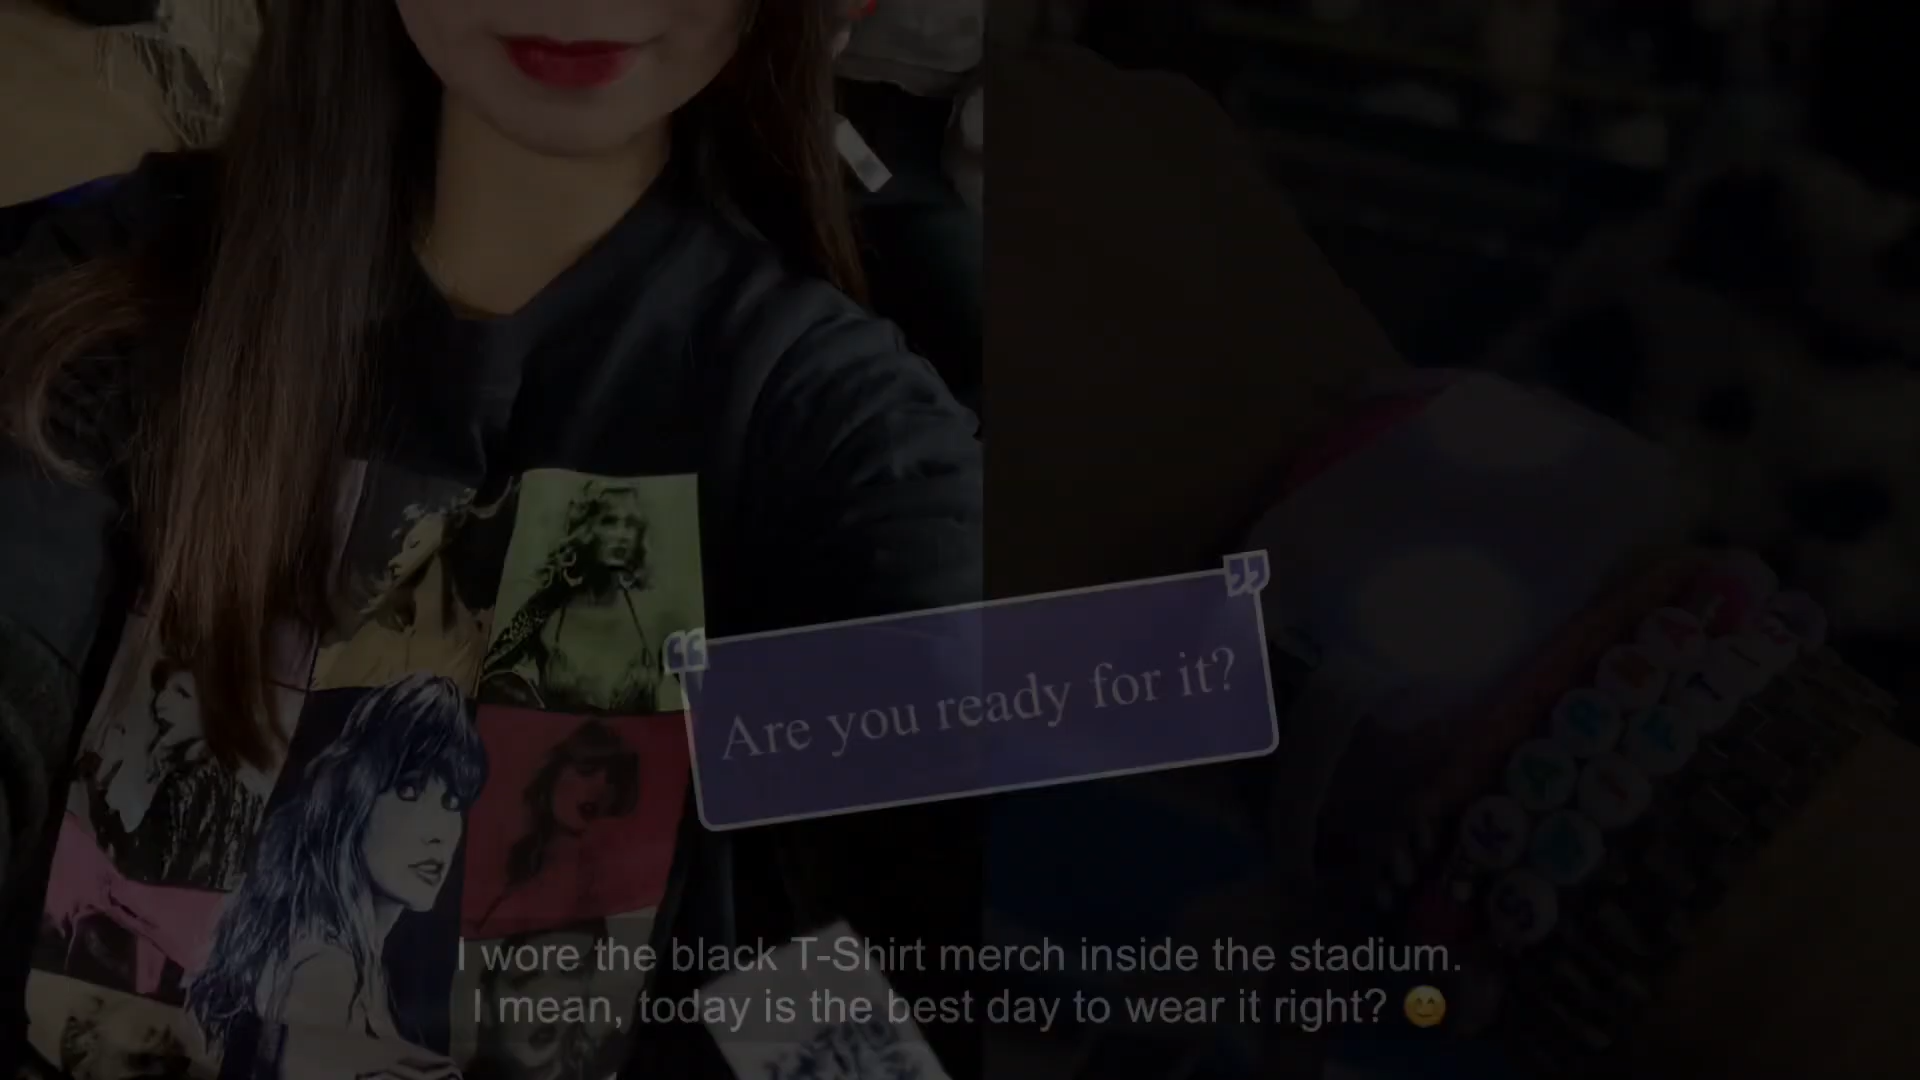 “
”
Are you ready for it?
I wore the black T-Shirt merch inside the stadium.
I mean, today is the best day to wear it right? 😊